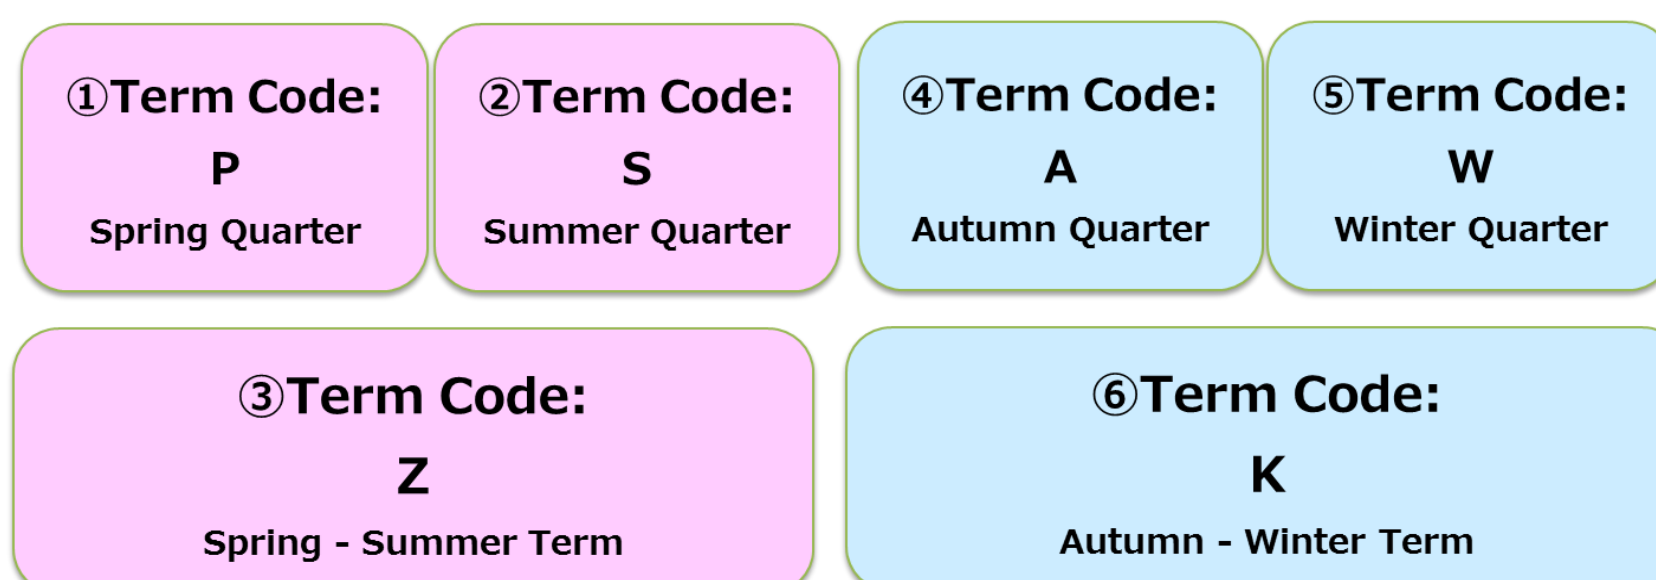 ①Term Code:
P
Spring Quarter
②Term Code:
S
Summer Quarter
④Term Code:
A
Autumn Quarter
⑤Term Code:
W
Winter Quarter
③Term Code:
Z
Spring - Summer Term
⑥Term Code:
K
Autumn - Winter Term